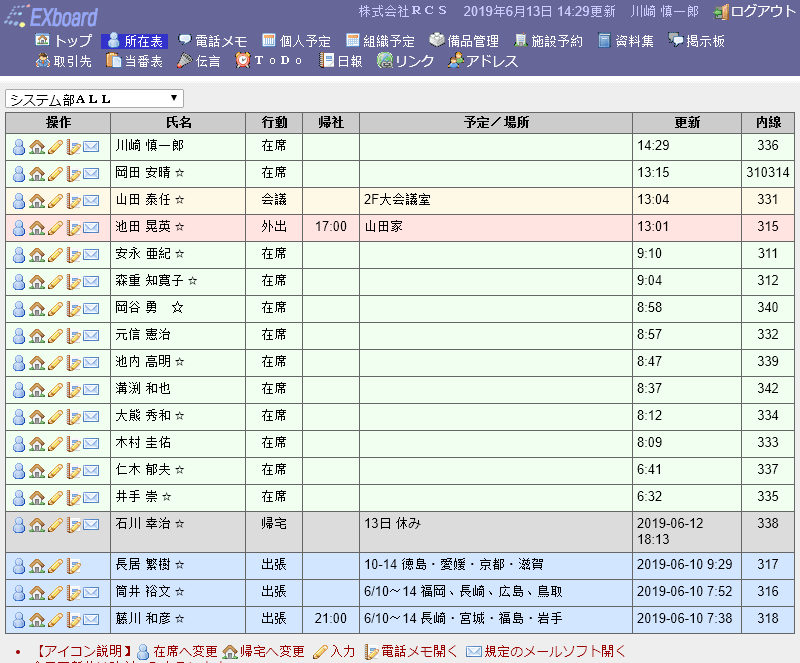 EXboard 株式会社ＲＣＳ 2019年6月13日 14:29更新 川崎 慎一郎 ログアウト
トップ 所在表 電話メモ 個人予定 組織予定 備品管理 施設予約 資料集 掲示板
取引先 当番表 伝言 ＴｏＤｏ 日報 リンク アドレス
システム部ＡＬＬ ▼
操作 氏名 行動 帰社 予定／場所 更新 内線
川崎 慎一郎 在席 14:29 336
岡田 安晴 ☆ 在席 13:15 310314
山田 泰任 ☆ 会議 2F大会議室 13:04 331
池田 晃英 ☆ 外出 17:00 山田家 13:01 315
安永 亜紀 ☆ 在席 9:10 311
森重 知寛子 ☆ 在席 9:04 312
岡谷 勇　☆ 在席 8:58 340
元信 憲治 在席 8:57 332
池内 高明 ☆ 在席 8:47 339
溝渕 和也 在席 8:37 342
大熊 秀和 ☆ 在席 8:12 334
木村 圭佑 在席 8:09 333
仁木 郁夫 ☆ 在席 6:41 337
井手 崇 ☆ 在席 6:32 335
石川 幸治 ☆ 帰宅 13日 休み 2019-06-12 338
18:13
長居 繁樹 ☆ 出張 10-14 徳島・愛媛・京都・滋賀 2019-06-10 9:29 317
筒井 裕文 ☆ 出張 6/10～14 福岡、長崎、広島、鳥取 2019-06-10 7:52 316
藤川 和彦 ☆ 出張 21:00 6/10～14 長崎・宮城・福島・岩手 2019-06-10 7:38 318
• 【アイコン説明】 在席へ変更 帰宅へ変更 入力 電話メモ開く 規定のメールソフト開く